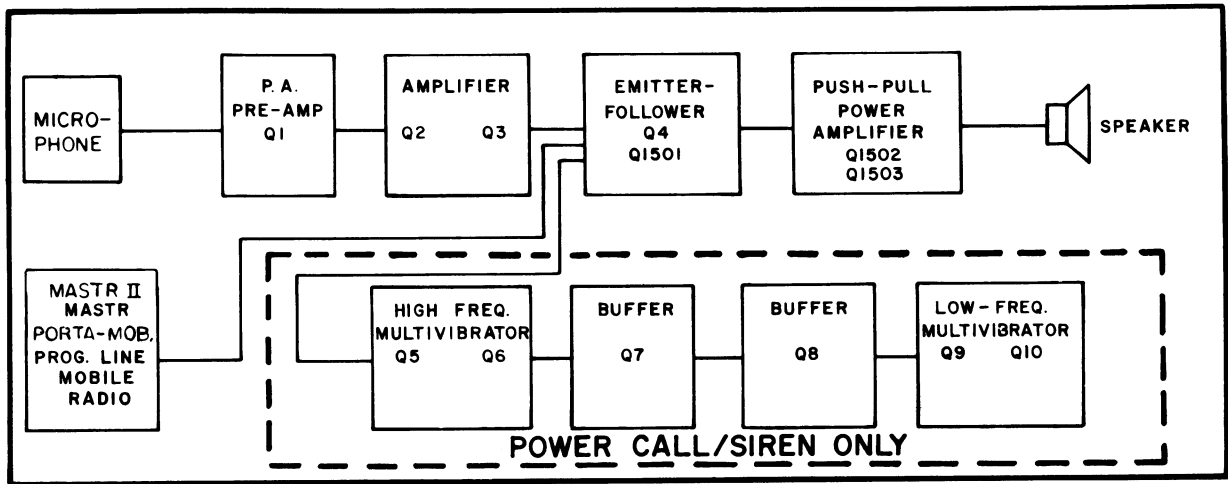 MICRO-
PHONE
P. A.
PRE-AMP
Q1
AMPLIFIER
Q2 Q3
EMITTER-
FOLLOWER
Q4
Q1501
PUSH-PULL
POWER
AMPLIFIER
Q1502
Q1503
SPEAKER
MASTR II
MASTR
PORTA-MOB.
PROG. LINE
MOBILE
RADIO
HIGH FREQ.
MULTIVIBRATOR
Q5 Q6
BUFFER
Q7
BUFFER
Q8
LOW-FREQ.
MULTIVIBRATOR
Q9 Q10
POWER CALL/SIREN ONLY